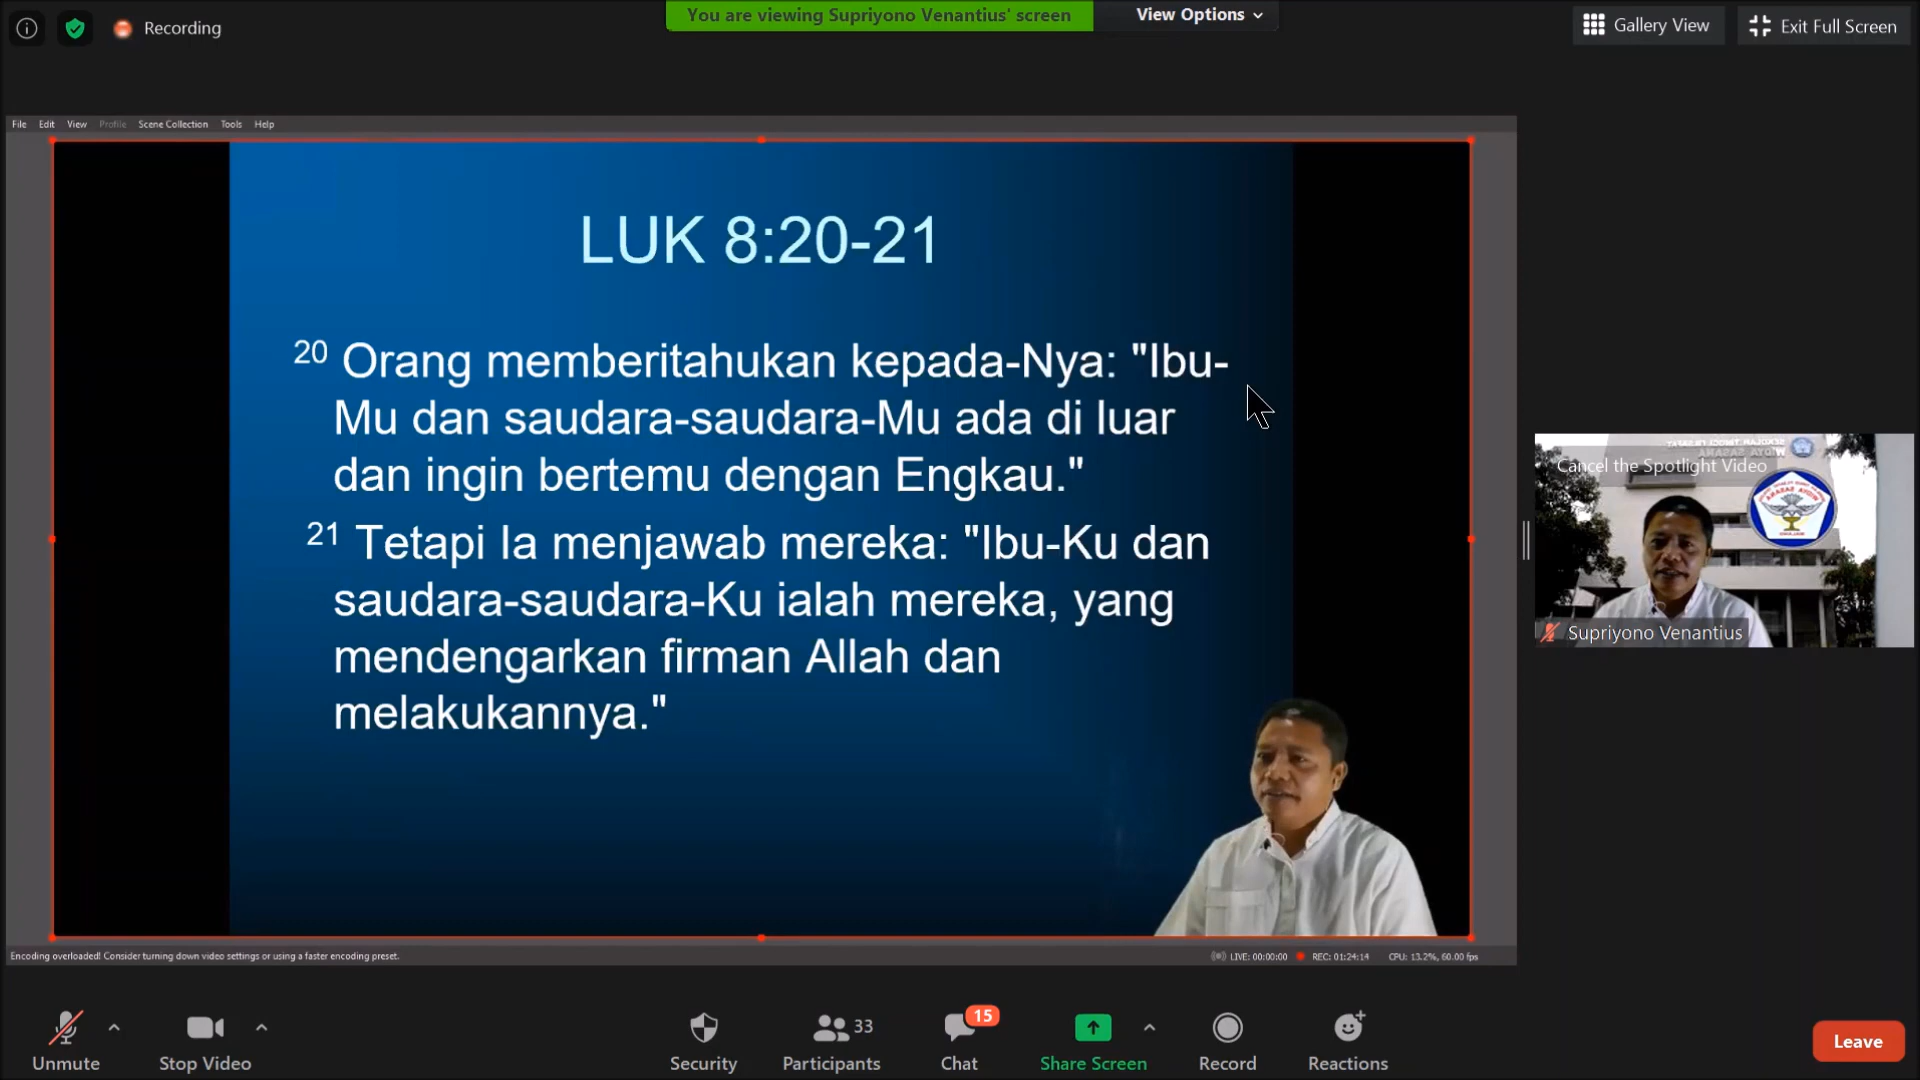 Recording
You are viewing Supriyono Venantius' screen
View Options
Gallery View
Exit Full Screen
File Edit View Profile Scene Collection Tools Help
LUK 8:20-21
20 Orang memberitahukan kepada-Nya: "Ibu-
Mu dan saudara-saudara-Mu ada di luar
dan ingin bertemu dengan Engkau."
21 Tetapi Ia menjawab mereka: "Ibu-Ku dan
saudara-saudara-Ku ialah mereka, yang
mendengarkan firman Allah dan
melakukannya."
Cancel the Spotlight Video
Supriyono Venantius
Encoding overloaded! Consider turning down video settings or using a faster encoding preset.
LIVE: 00:00:00 REC: 01:24:14 CPU: 13.2%, 60.00 fps
Unmute
Stop Video
Security
Participants 33
Chat 15
Share Screen
Record
Reactions
Leave